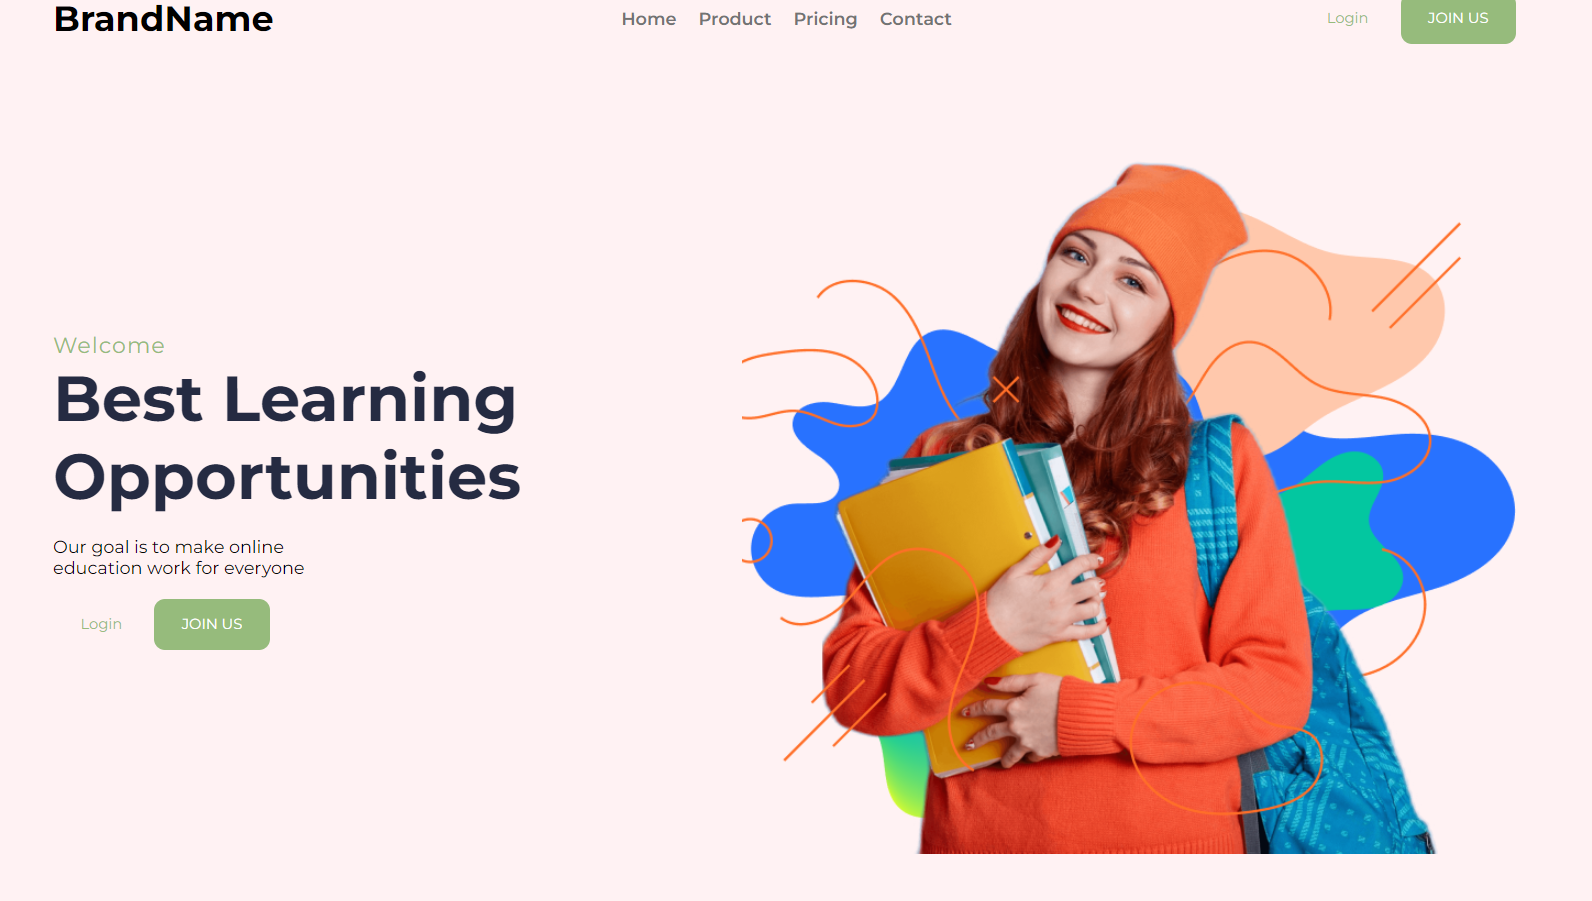 BrandName
Home Product Pricing Contact
Login
JOIN US
Welcome
Best Learning
Opportunities
Our goal is to make online
education work for everyone
Login
JOIN US